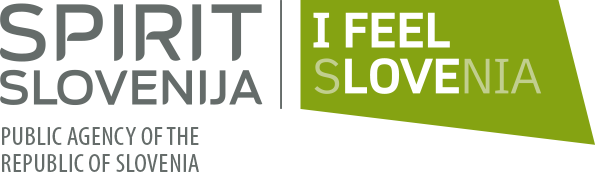 SPIRIT
SLOVENIJA
PUBLIC AGENCY OF THE
REPUBLIC OF SLOVENIA
I FEEL
SLOVENIA